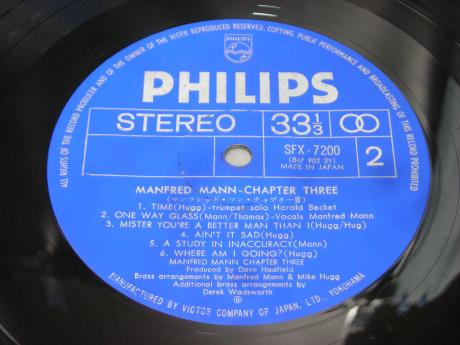 ALL RIGHTS OF THE RECORD PRODUCER AND OF THE OWNER OF THE WORK REPRODUCED RESERVED, COPYING, PUBLIC PERFORMANCE AND BROADCASTING OF THIS RECORD PROHIBITED
PHILIPS
PHILIPS
STEREO
33 1/3
SFX-7200
(847 902 2Y)
MADE IN JAPAN
2
MANFRED MANN-CHAPTER THREE
(マンフレッド・マン・チャプターⅢ)
1. TIME(Hugg)-trumpet solo Harold Becket
2. ONE WAY GLASS(Mann/Thomas)-Vocals Manfred Mann
3. MISTER YOU'RE A BETTER MAN THAN I(Hugg/Hug)
4. AIN'T IT SAD(Hugg)
5. A STUDY IN INACCURACY(Mann)
6. WHERE AM I GOING?(Hugg)
MANFRED MANN CHAPTER THREE
Produced by Dave Hadfield
Brass arrangements by Manfred Mann & Mike Hugg
Additional brass arrangements by
Derek Wadsworth
Ⓟ
MANUFACTURED BY VICTOR COMPANY OF JAPAN, LTD., YOKOHAMA